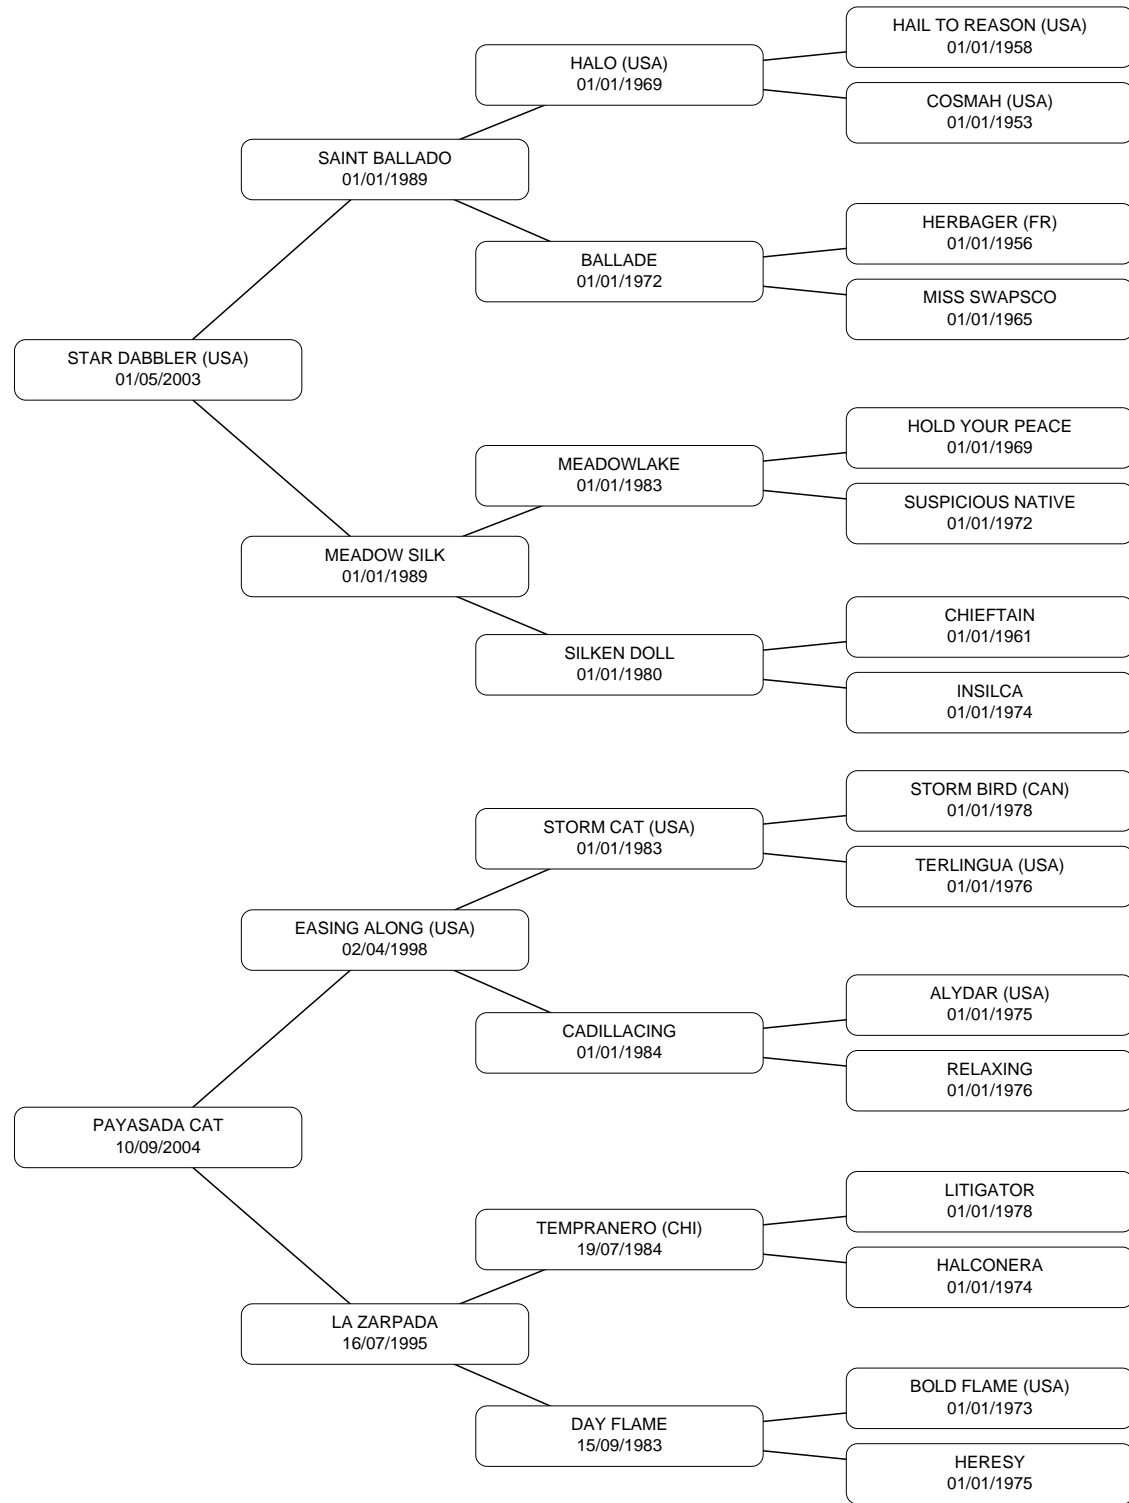 HAIL TO REASON (USA)
01/01/1958
HALO (USA)
01/01/1969
COSMAH (USA)
01/01/1953
SAINT BALLADO
01/01/1989
HERBAGER (FR)
01/01/1956
BALLADE
01/01/1972
MISS SWAPSCO
01/01/1965
STAR DABBLER (USA)
01/05/2003
HOLD YOUR PEACE
01/01/1969
MEADOWLAKE
01/01/1983
SUSPICIOUS NATIVE
01/01/1972
MEADOW SILK
01/01/1989
CHIEFTAIN
01/01/1961
SILKEN DOLL
01/01/1980
INSILCA
01/01/1974
STORM BIRD (CAN)
01/01/1978
STORM CAT (USA)
01/01/1983
TERLINGUA (USA)
01/01/1976
EASING ALONG (USA)
02/04/1998
ALYDAR (USA)
01/01/1975
CADILLACING
01/01/1984
RELAXING
01/01/1976
PAYASADA CAT
10/09/2004
LITIGATOR
01/01/1978
TEMPRANERO (CHI)
19/07/1984
HALCONERA
01/01/1974
LA ZARPADA
16/07/1995
BOLD FLAME (USA)
01/01/1973
DAY FLAME
15/09/1983
HERESY
01/01/1975